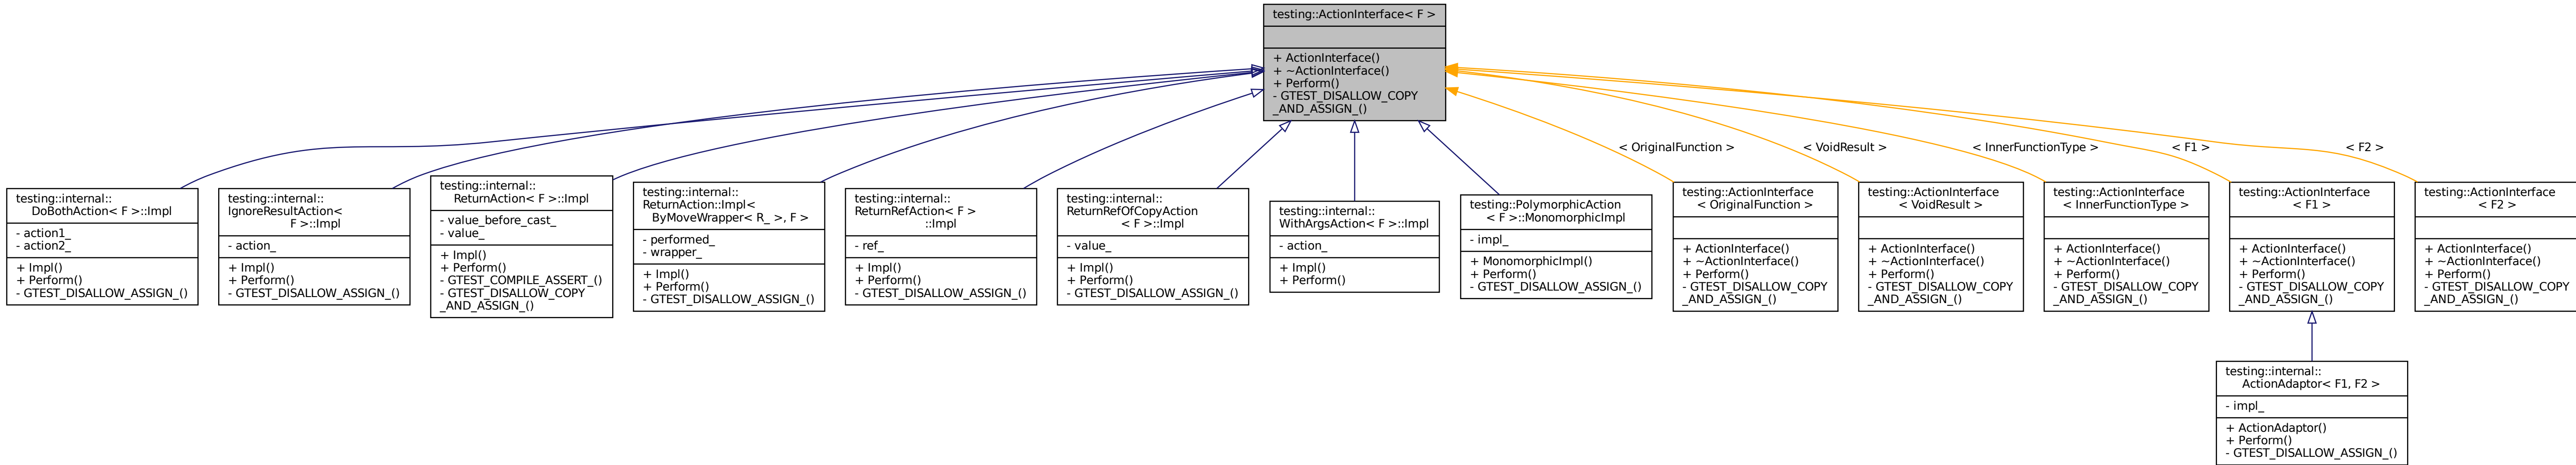 testing::ActionInterface< F >
+ ActionInterface()
+ ~ActionInterface()
+ Perform()
- GTEST_DISALLOW_COPY
_AND_ASSIGN_()
< OriginalFunction >
< VoidResult >
< InnerFunctionType >
< F1 >
< F2 >
testing::internal::
DoBothAction< F >::Impl
- action1_
- action2_
+ Impl()
+ Perform()
- GTEST_DISALLOW_ASSIGN_()
testing::internal::
IgnoreResultAction<
F >::Impl
- action_
+ Impl()
+ Perform()
- GTEST_DISALLOW_ASSIGN_()
testing::internal::
ReturnAction< F >::Impl
- value_before_cast_
- value_
+ Impl()
+ Perform()
- GTEST_COMPILE_ASSERT_()
- GTEST_DISALLOW_COPY
_AND_ASSIGN_()
testing::internal::
ReturnAction::Impl<
ByMoveWrapper< R_ >, F >
- performed_
- wrapper_
+ Impl()
+ Perform()
- GTEST_DISALLOW_ASSIGN_()
testing::internal::
ReturnRefAction< F >
::Impl
- ref_
+ Impl()
+ Perform()
- GTEST_DISALLOW_ASSIGN_()
testing::internal::
ReturnRefOfCopyAction
< F >::Impl
- value_
+ Impl()
+ Perform()
- GTEST_DISALLOW_ASSIGN_()
testing::internal::
WithArgsAction< F >::Impl
- action_
+ Impl()
+ Perform()
testing::PolymorphicAction
< F >::MonomorphicImpl
- impl_
+ MonomorphicImpl()
+ Perform()
- GTEST_DISALLOW_ASSIGN_()
testing::ActionInterface
< OriginalFunction >
+ ActionInterface()
+ ~ActionInterface()
+ Perform()
- GTEST_DISALLOW_COPY
_AND_ASSIGN_()
testing::ActionInterface
< VoidResult >
+ ActionInterface()
+ ~ActionInterface()
+ Perform()
- GTEST_DISALLOW_COPY
_AND_ASSIGN_()
testing::ActionInterface
< InnerFunctionType >
+ ActionInterface()
+ ~ActionInterface()
+ Perform()
- GTEST_DISALLOW_COPY
_AND_ASSIGN_()
testing::ActionInterface
< F1 >
+ ActionInterface()
+ ~ActionInterface()
+ Perform()
- GTEST_DISALLOW_COPY
_AND_ASSIGN_()
testing::ActionInterface
< F2 >
+ ActionInterface()
+ ~ActionInterface()
+ Perform()
- GTEST_DISALLOW_COPY
_AND_ASSIGN_()
testing::internal::
ActionAdaptor< F1, F2 >
- impl_
+ ActionAdaptor()
+ Perform()
- GTEST_DISALLOW_ASSIGN_()